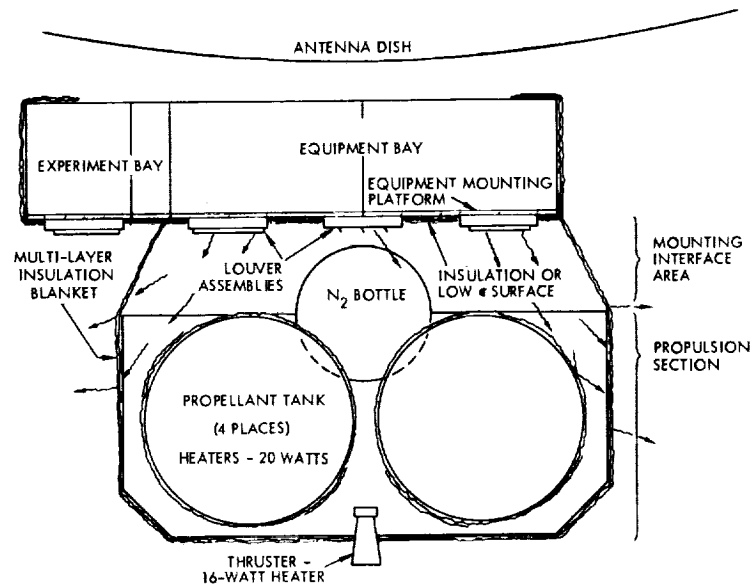 ANTENNA DISH
EXPERIMENT BAY
EQUIPMENT BAY
EQUIPMENT MOUNTING
PLATFORM
MULTI-LAYER
INSULATION
BLANKET
LOUVER
ASSEMBLIES
N2 BOTTLE
INSULATION OR
LOW ϵ SURFACE
MOUNTING
INTERFACE
AREA
PROPULSION
SECTION
PROPELLANT TANK
(4 PLACES)
HEATERS - 20 WATTS
THRUSTER -
16-WATT HEATER